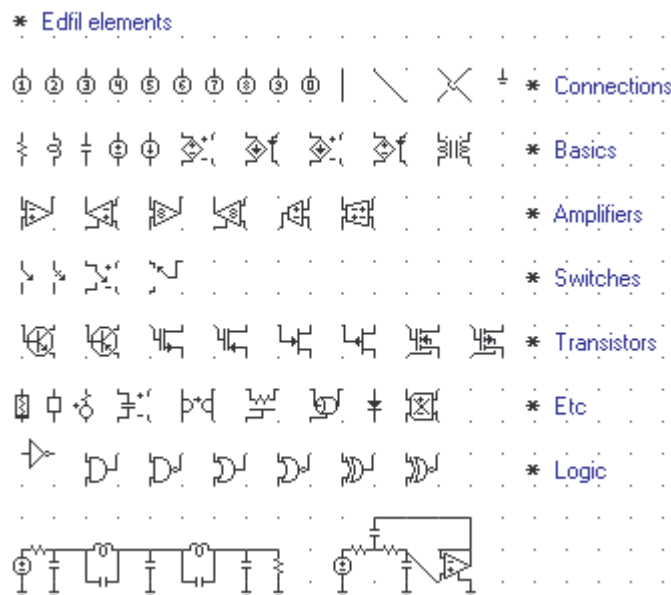 * Edfil elements
1 2 3 4 5 6 7 8 9 0 * Connections
* Basics
* Amplifiers
* Switches
* Transistors
* Etc
* Logic